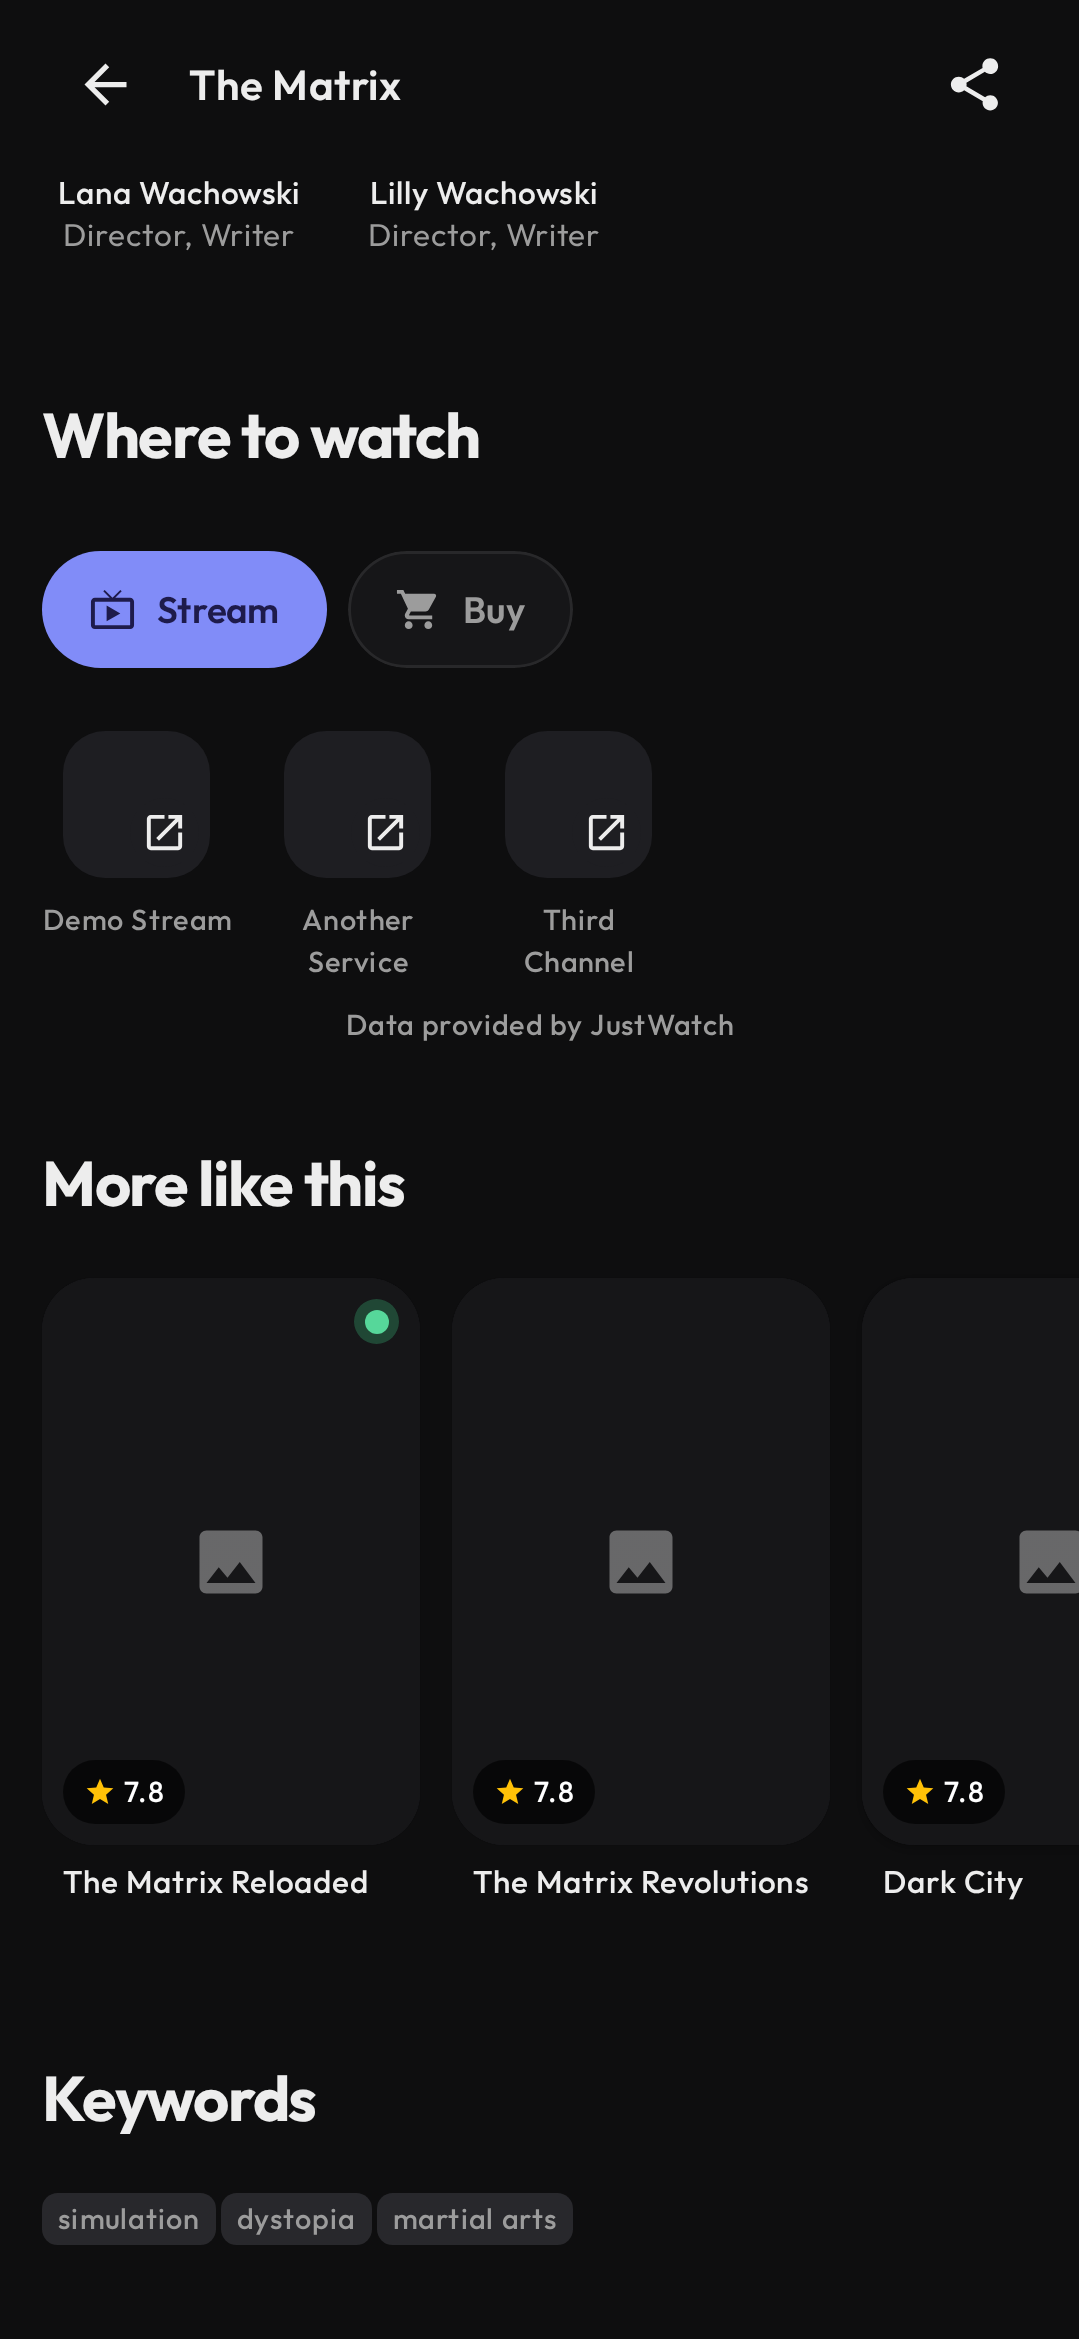 The Matrix
Lana Wachowski
Director, Writer
Lilly Wachowski
Director, Writer
Where to watch
Stream
Buy
Demo Stream
Another
Service
Third
Channel
Data provided by JustWatch
More like this
7.8
The Matrix Reloaded
7.8
The Matrix Revolutions
7.8
Dark City
Keywords
simulation
dystopia
martial arts